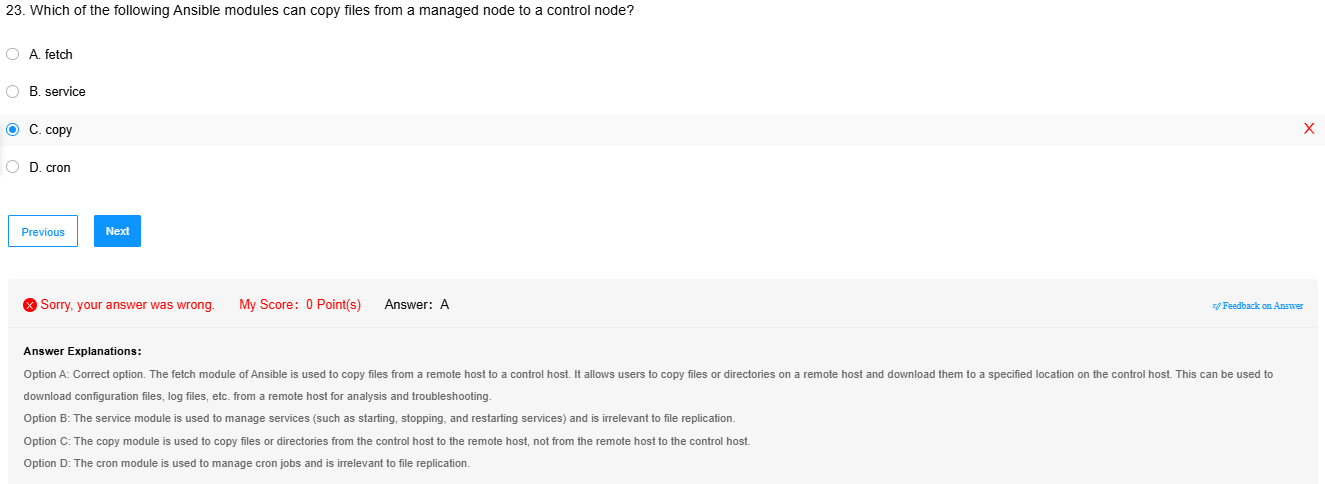 23. Which of the following Ansible modules can copy files from a managed node to a control node?
A. fetch
B. service
C. copy
D. cron
Previous Next
Sorry, your answer was wrong. My Score: 0 Point(s) Answer: A Feedback on Answer
Answer Explanations:
Option A: Correct option. The fetch module of Ansible is used to copy files from a remote host to a control host. It allows users to copy files or directories on a remote host and download them to a specified location on the control host. This can be used to
download configuration files, log files, etc. from a remote host for analysis and troubleshooting.
Option B: The service module is used to manage services (such as starting, stopping, and restarting services) and is irrelevant to file replication.
Option C: The copy module is used to copy files or directories from the control host to the remote host, not from the remote host to the control host.
Option D: The cron module is used to manage cron jobs and is irrelevant to file replication.